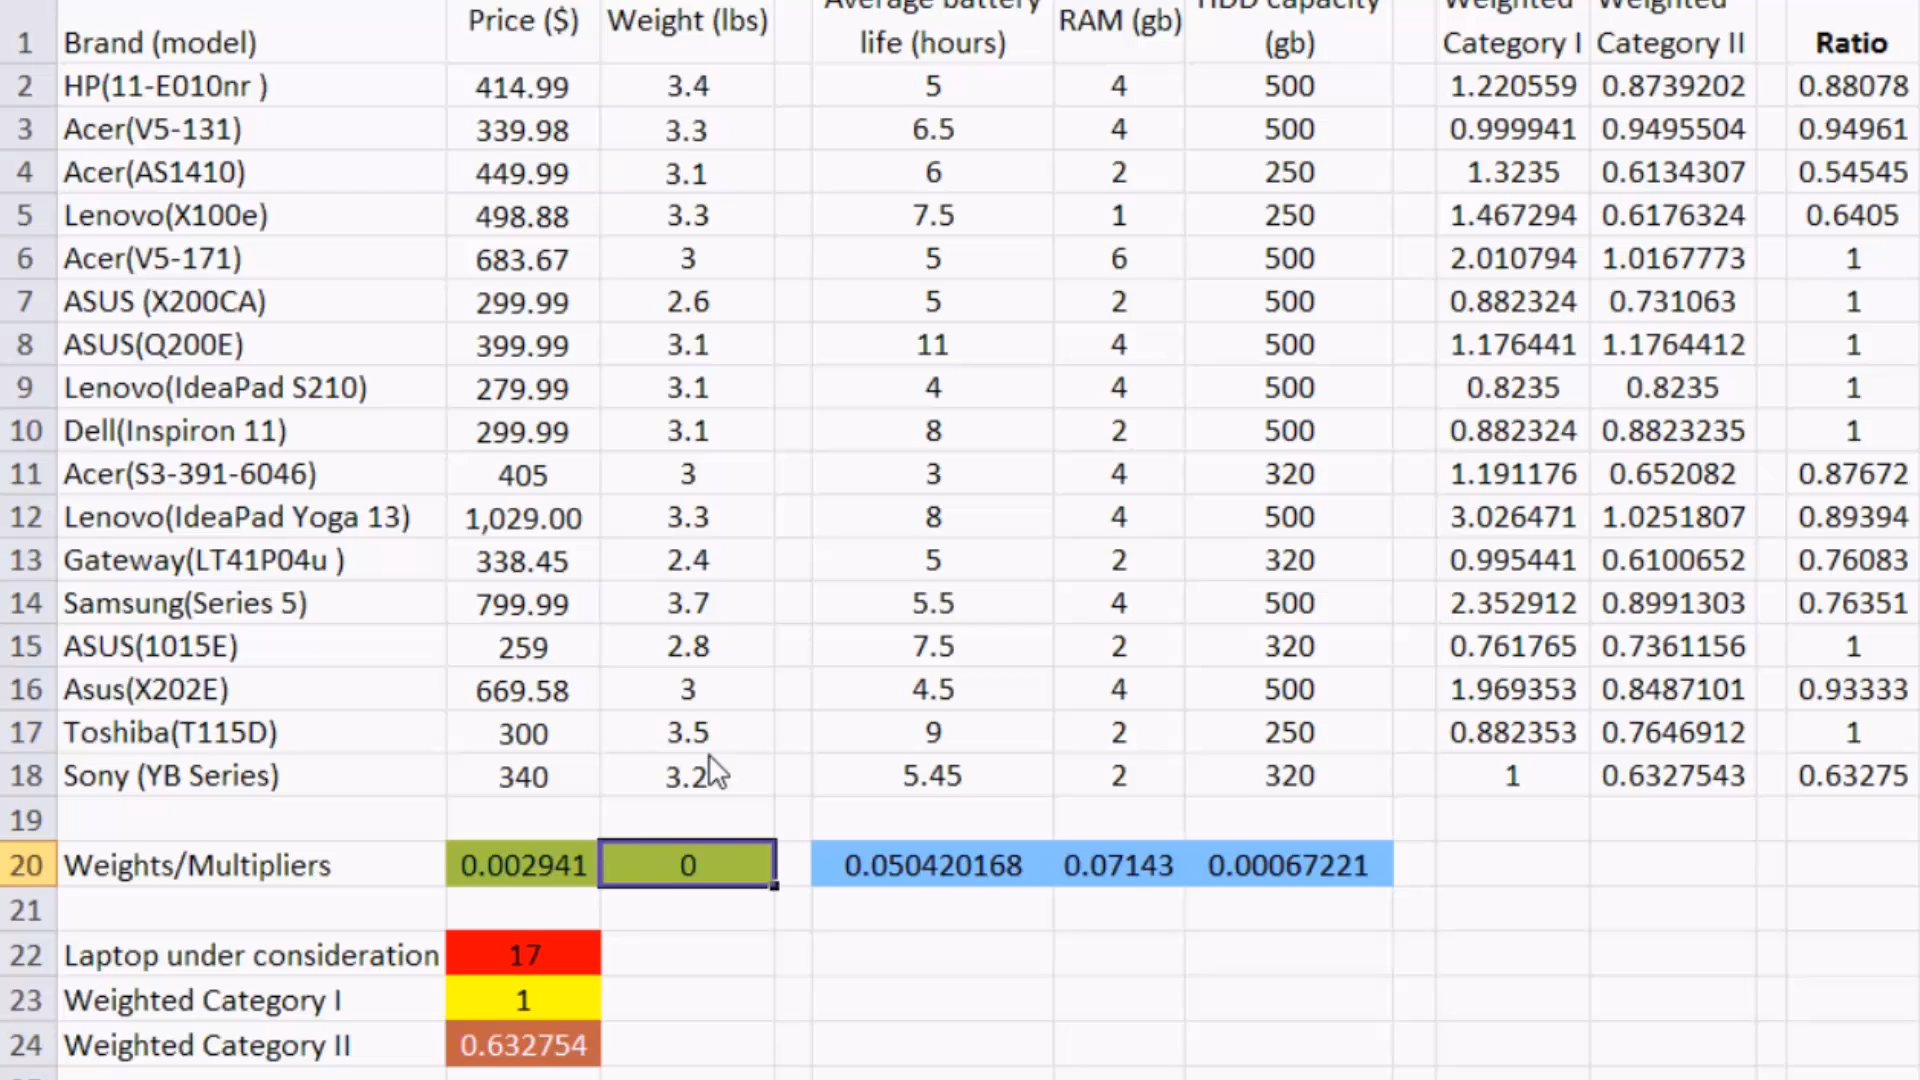 Price ($) Weight (lbs) Average battery RAM (gb) HDD capacity Weighted Weighted
1 Brand (model) life (hours) (gb) Category I Category II Ratio
2 HP(11-E010nr ) 414.99 3.4 5 4 500 1.220559 0.8739202 0.88078
3 Acer(V5-131) 339.98 3.3 6.5 4 500 0.999941 0.9495504 0.94961
4 Acer(AS1410) 449.99 3.1 6 2 250 1.3235 0.6134307 0.54545
5 Lenovo(X100e) 498.88 3.3 7.5 1 250 1.467294 0.6176324 0.6405
6 Acer(V5-171) 683.67 3 5 6 500 2.010794 1.0167773 1
7 ASUS (X200CA) 299.99 2.6 5 2 500 0.882324 0.731063 1
8 ASUS(Q200E) 399.99 3.1 11 4 500 1.176441 1.1764412 1
9 Lenovo(IdeaPad S210) 279.99 3.1 4 4 500 0.8235 0.8235 1
10 Dell(Inspiron 11) 299.99 3.1 8 2 500 0.882324 0.8823235 1
11 Acer(S3-391-6046) 405 3 3 4 320 1.191176 0.652082 0.87672
12 Lenovo(IdeaPad Yoga 13) 1,029.00 3.3 8 4 500 3.026471 1.0251807 0.89394
13 Gateway(LT41P04u ) 338.45 2.4 5 2 320 0.995441 0.6100652 0.76083
14 Samsung(Series 5) 799.99 3.7 5.5 4 500 2.352912 0.8991303 0.76351
15 ASUS(1015E) 259 2.8 7.5 2 320 0.761765 0.7361156 1
16 Asus(X202E) 669.58 3 4.5 4 500 1.969353 0.8487101 0.93333
17 Toshiba(T115D) 300 3.5 9 2 250 0.882353 0.7646912 1
18 Sony (YB Series) 340 3.2 5.45 2 320 1 0.6327543 0.63275
19
20 Weights/Multipliers 0.002941 0 0.050420168 0.07143 0.00067221
21
22 Laptop under consideration 17
23 Weighted Category I 1
24 Weighted Category II 0.632754